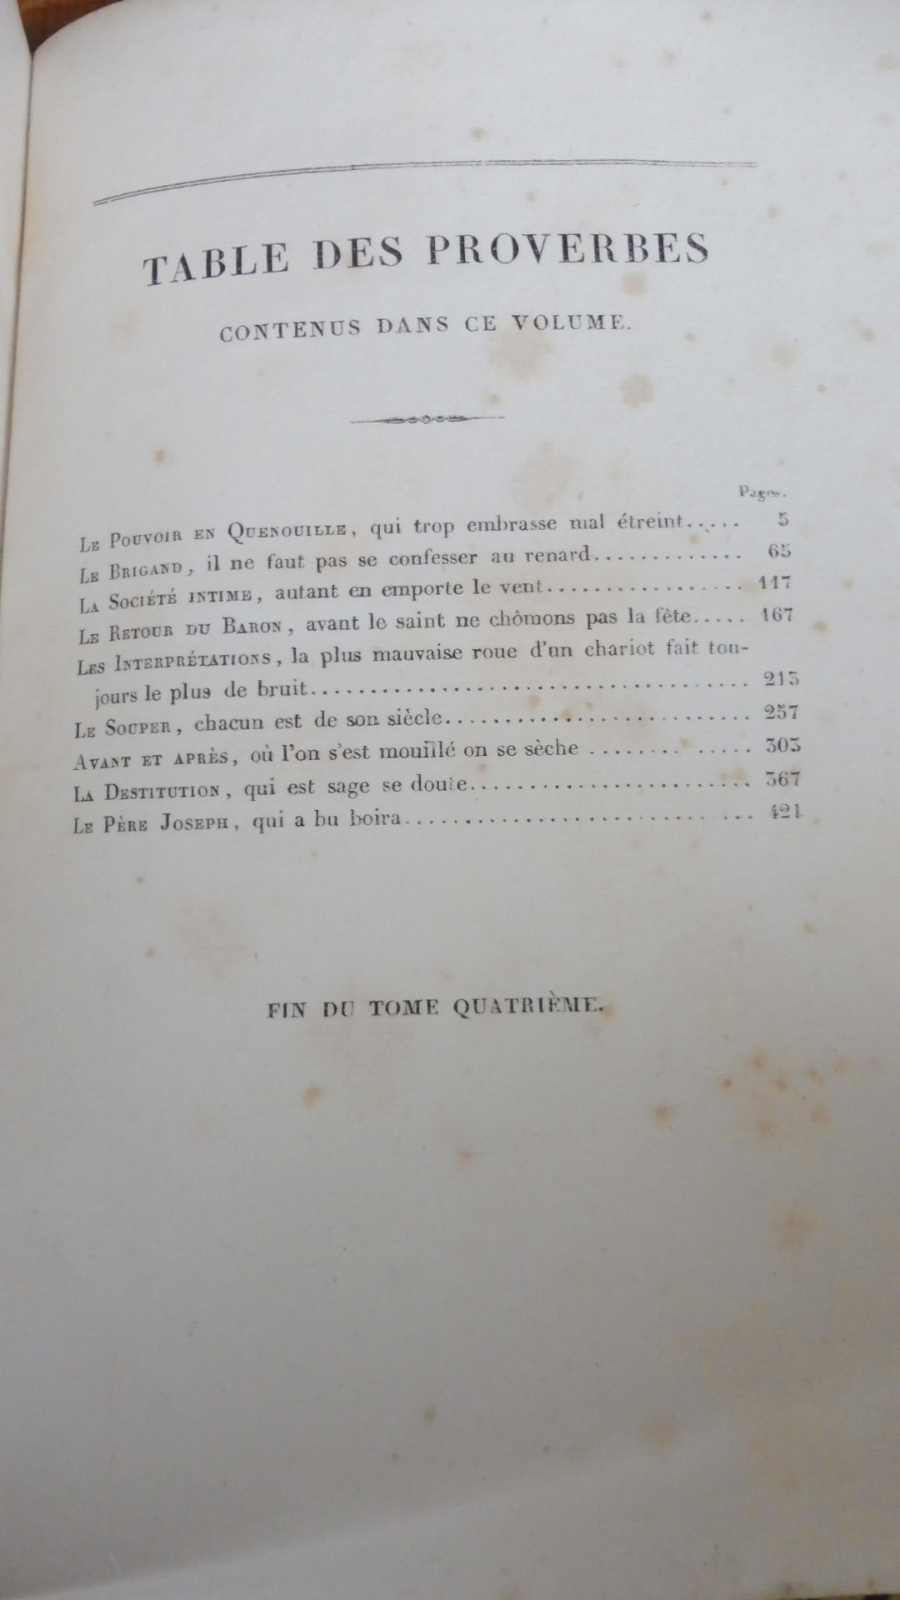 TABLE DES PROVERBES
CONTENUS DANS CE VOLUME.
Pages.
LE POUVOIR EN QUENOUILLE, qui trop embrasse mal étreint..... 5
LE BRIGAND, il ne faut pas se confesser au renard............. 65
LA SOCIÉTÉ INTIME, autant en emporte le vent................. 117
LE RETOUR DU BARON, avant le saint ne chômons pas la fête..... 167
LES INTERPRÉTATIONS, la plus mauvaise roue d'un chariot fait tou-
jours le plus de bruit..................................... 213
LE SOUPER, chacun est de son siècle.......................... 257
AVANT ET APRÈS, où l'on s'est mouillé on se sèche ............... 303
LA DESTITUTION, qui est sage se doute........................ 367
LE PÈRE JOSEPH, qui a bu boira.............................. 421
FIN DU TOME QUATRIÈME.